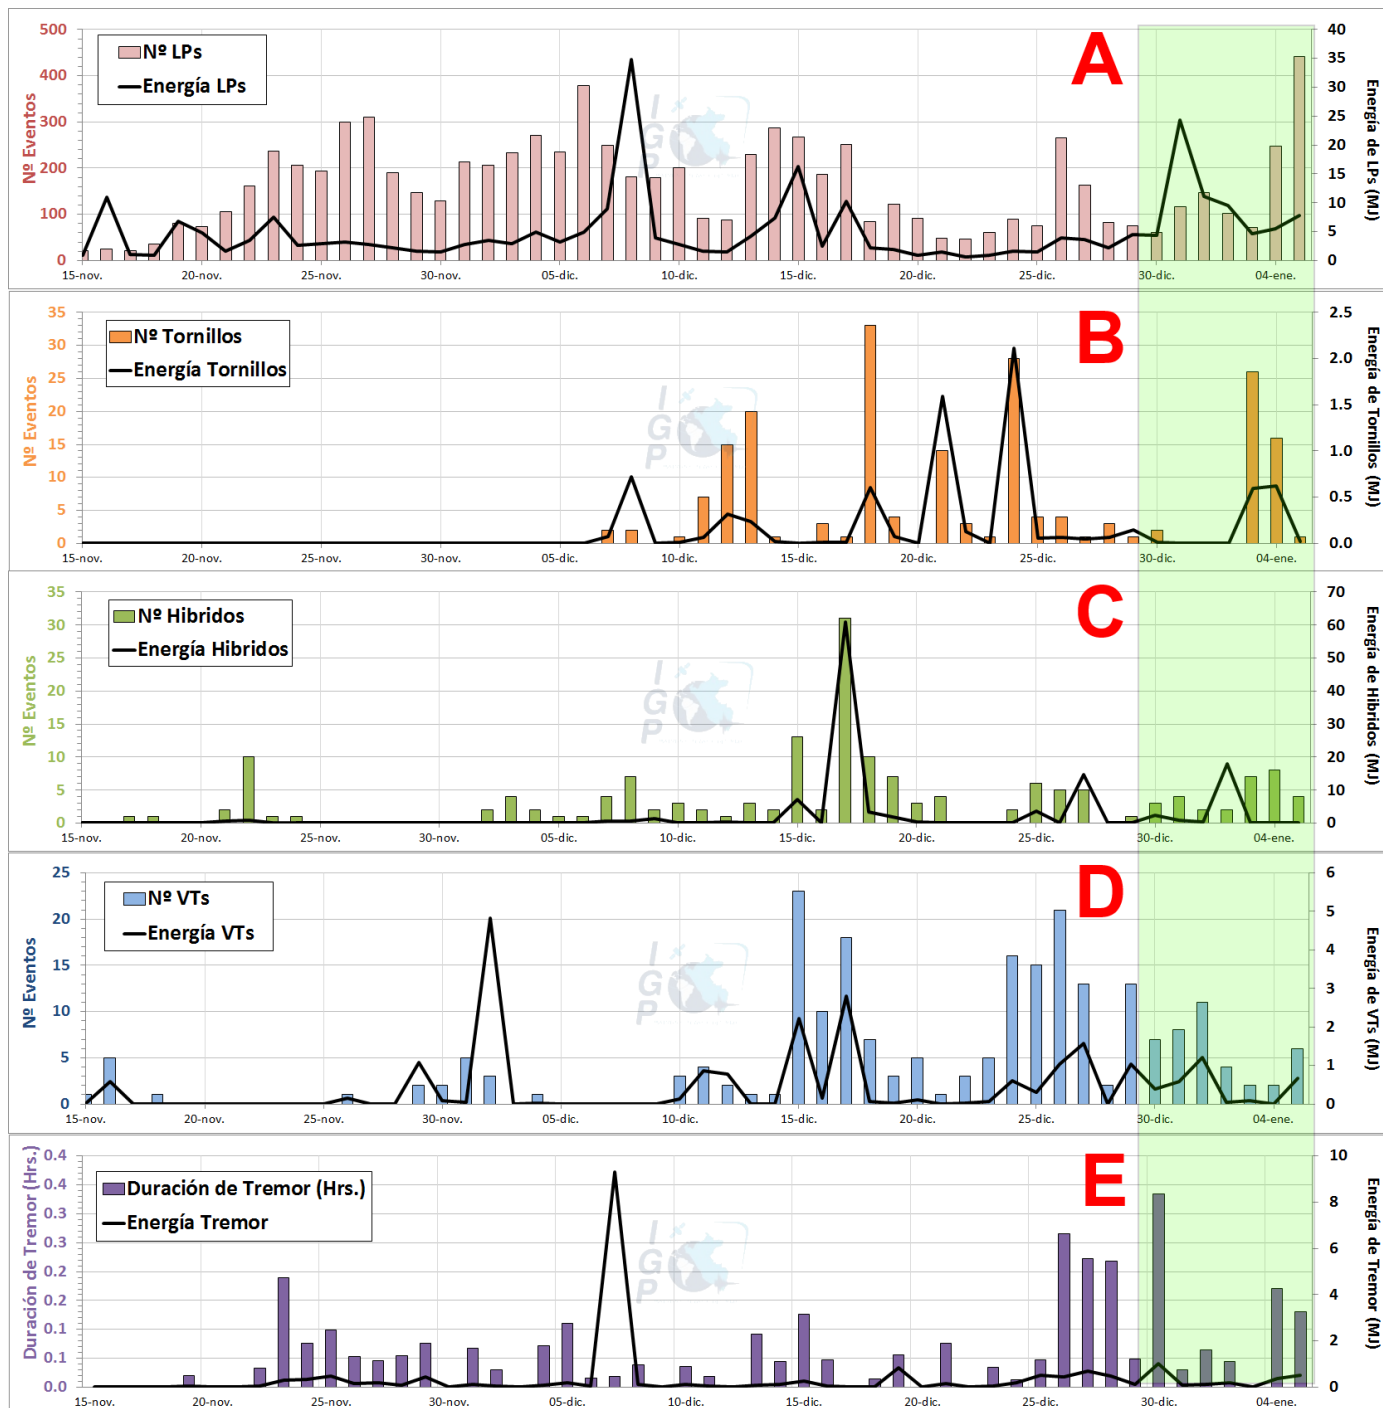 500
400
300
200
100
0
Nº Eventos
Nº LPs
Energía LPs
A
I
G
P
40
35
30
25
20
15
10
5
0
Energía de LPs (MJ)
15-nov. 20-nov. 25-nov. 30-nov. 05-dic. 10-dic. 15-dic. 20-dic. 25-dic. 30-dic. 04-ene.
35
30
25
20
15
10
5
0
Nº Eventos
Nº Tornillos
Energía Tornillos
B
I
G
P
2.5
2.0
1.5
1.0
0.5
0.0
Energía de Tornillos (MJ)
15-nov. 20-nov. 25-nov. 30-nov. 05-dic. 10-dic. 15-dic. 20-dic. 25-dic. 30-dic. 04-ene.
35
30
25
20
15
10
5
0
Nº Eventos
Nº Hibridos
Energía Hibridos
C
I
G
P
70
60
50
40
30
20
10
0
Energía de Hibridos (MJ)
15-nov. 20-nov. 25-nov. 30-nov. 05-dic. 10-dic. 15-dic. 20-dic. 25-dic. 30-dic. 04-ene.
25
20
15
10
5
0
Nº Eventos
Nº VTs
Energía VTs
D
I
G
P
6
5
4
3
2
1
0
Energía de VTs (MJ)
15-nov. 20-nov. 25-nov. 30-nov. 05-dic. 10-dic. 15-dic. 20-dic. 25-dic. 30-dic. 04-ene.
0.4
0.4
0.3
0.3
0.2
0.2
0.1
0.1
0.0
Duración de Tremor (Hrs.)
Duración de Tremor (Hrs.)
Energía Tremor
E
I
G
P
10
8
6
4
2
0
Energía de Tremor (MJ)
15-nov. 20-nov. 25-nov. 30-nov. 05-dic. 10-dic. 15-dic. 20-dic. 25-dic. 30-dic. 04-ene.